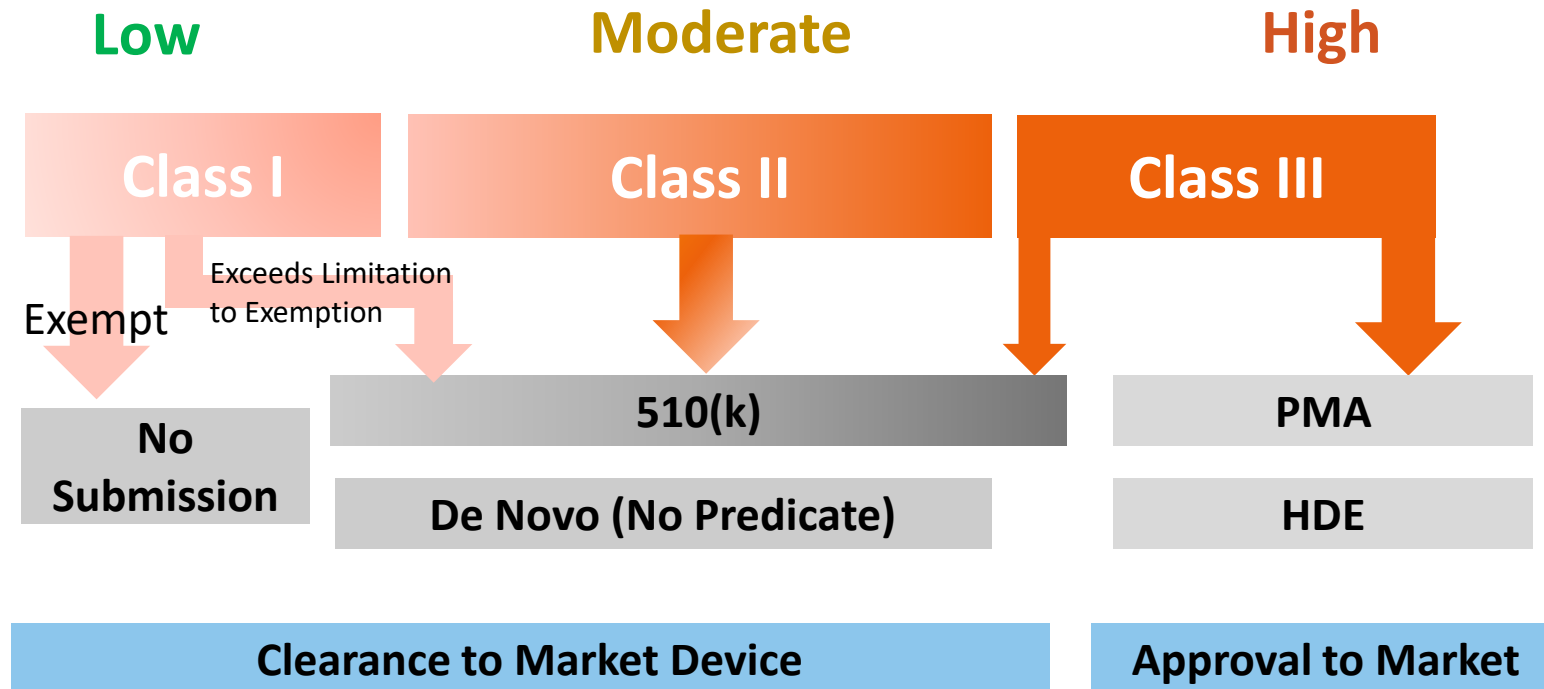 Low
Moderate
High
Class I
Class II
Class III
Exceeds Limitation
to Exemption
Exempt
510(k)
PMA
No
Submission
De Novo (No Predicate)
HDE
Clearance to Market Device
Approval to Market